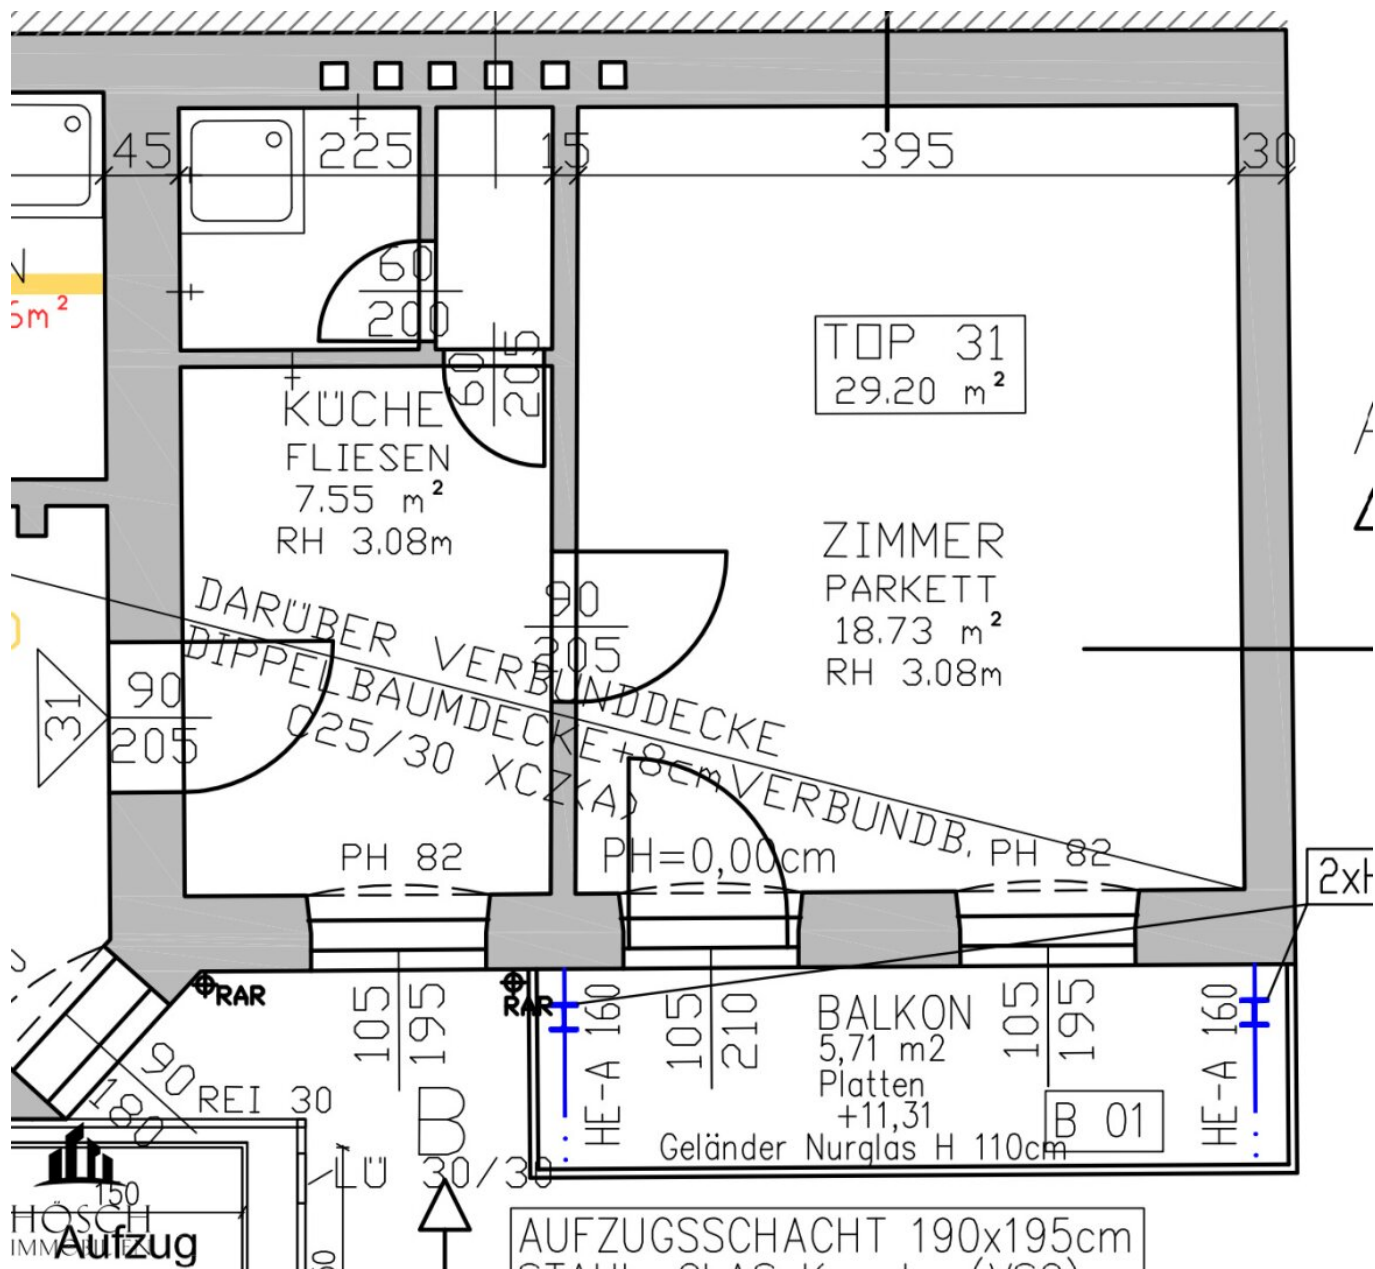 45
225
15
395
30
N
6m²
60
200
60
205
TOP 31
29.20 m²
KÜCHE
FLIESEN
7.55 m²
RH 3.08m
ZIMMER
PARKETT
18.73 m²
RH 3.08m
90
205
DARÜBER VERBUNDDECKE
DIPPELBAUMDECKE+8cmVERBUNDB.
C25/30
31
90
205
PH 82
PH=0,00cm
PH 82
2xH
RAR
RAR
105
195
HE-A 160
105
210
BALKON
5,71 m2
Platten
+11,31
Geländer Nurglas H 110cm
105
195
B 01
HE-A 160
90
180
REI 30
B
LÜ 30/30
150
HÖSCH
IMMOBILIEN
Aufzug
AUFZUGSSCHACHT 190x195cm